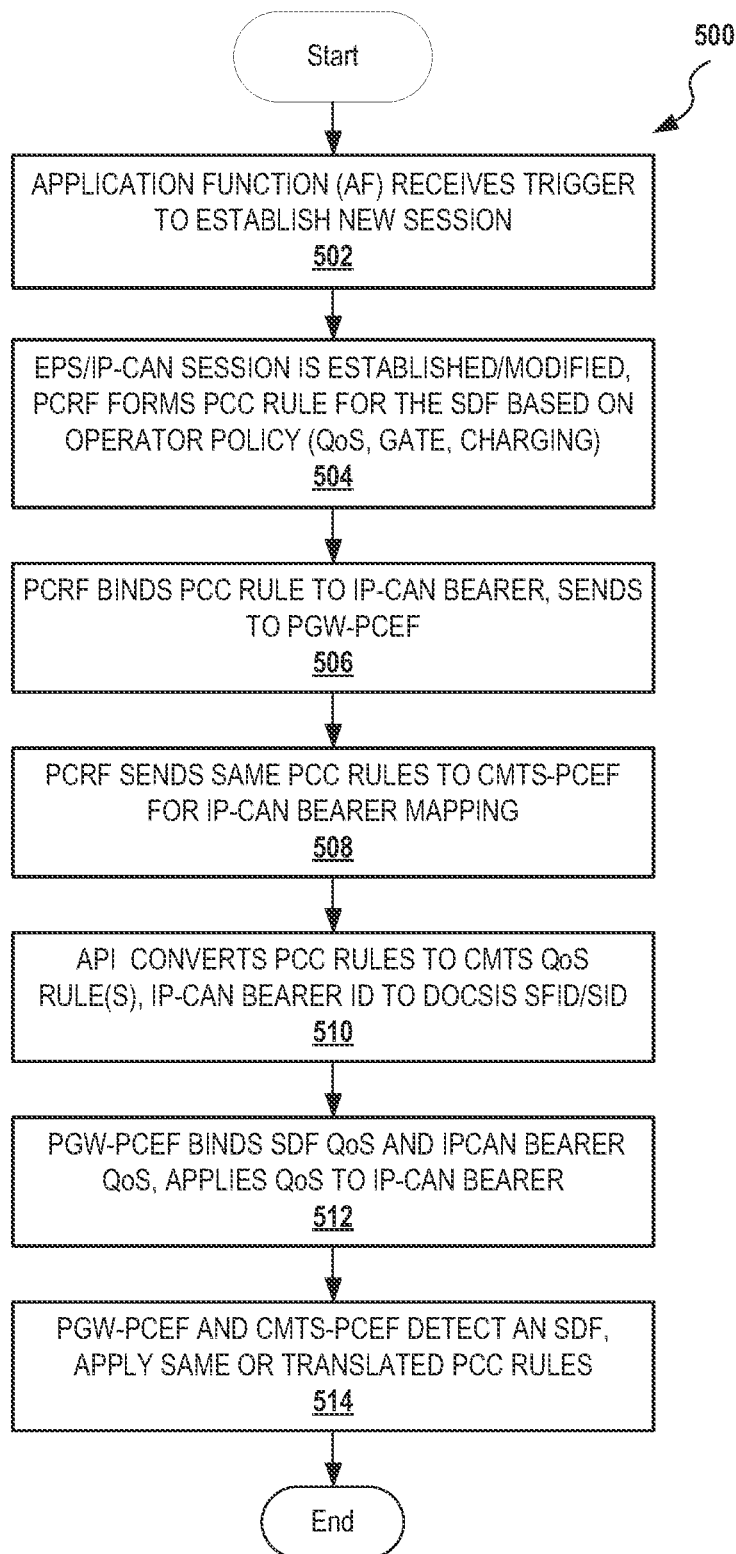 Start
500
APPLICATION FUNCTION (AF) RECEIVES TRIGGER
TO ESTABLISH NEW SESSION
502
EPS/IP-CAN SESSION IS ESTABLISHED/MODIFIED,
PCRF FORMS PCC RULE FOR THE SDF BASED ON
OPERATOR POLICY (QoS, GATE, CHARGING)
504
PCRF BINDS PCC RULE TO IP-CAN BEARER, SENDS
TO PGW-PCEF
506
PCRF SENDS SAME PCC RULES TO CMTS-PCEF
FOR IP-CAN BEARER MAPPING
508
API CONVERTS PCC RULES TO CMTS QoS
RULE(S), IP-CAN BEARER ID TO DOCSIS SFID/SID
510
PGW-PCEF BINDS SDF QoS AND IPCAN BEARER
QoS, APPLIES QoS TO IP-CAN BEARER
512
PGW-PCEF AND CMTS-PCEF DETECT AN SDF,
APPLY SAME OR TRANSLATED PCC RULES
514
End